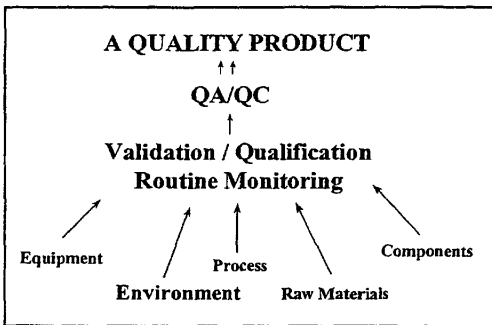 A QUALITY PRODUCT
QA/QC
Validation / Qualification
Routine Monitoring
Equipment
Environment
Process
Raw Materials
Components